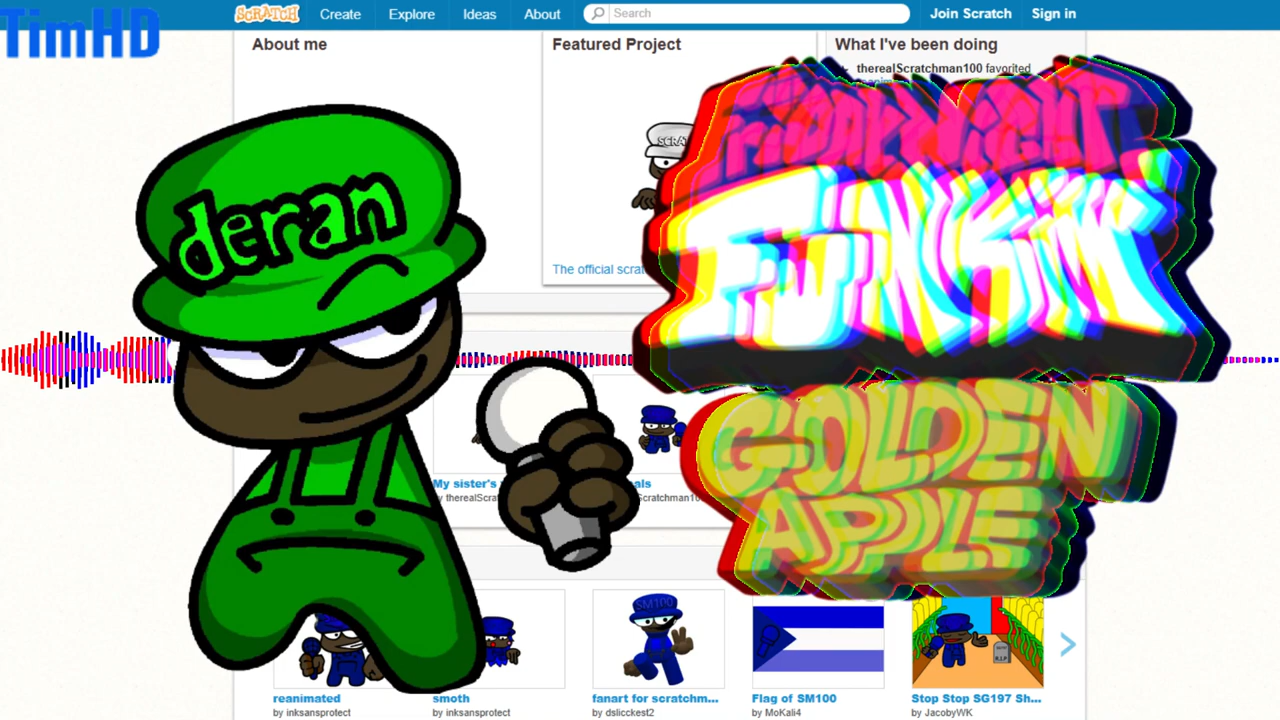 TimHD
SCRATCH Create Explore Ideas About Search Join Scratch Sign in
About me
Featured Project
What I've been doing
therealScratchman100 favorited
SCRA
The official scrat
deran
FRIDAY NIGHT
FUNKIN'
GOLDEN
APPLE
My sister's
by therealScra
als
Scratchman10
SM100
reanimated
by inksansprotect
smoth
by inksansprotect
fanart for scratchm...
by dslicckest2
Flag of SM100
by MoKali4
R.I.P
Stop Stop SG197 Sh...
by JacobyWK